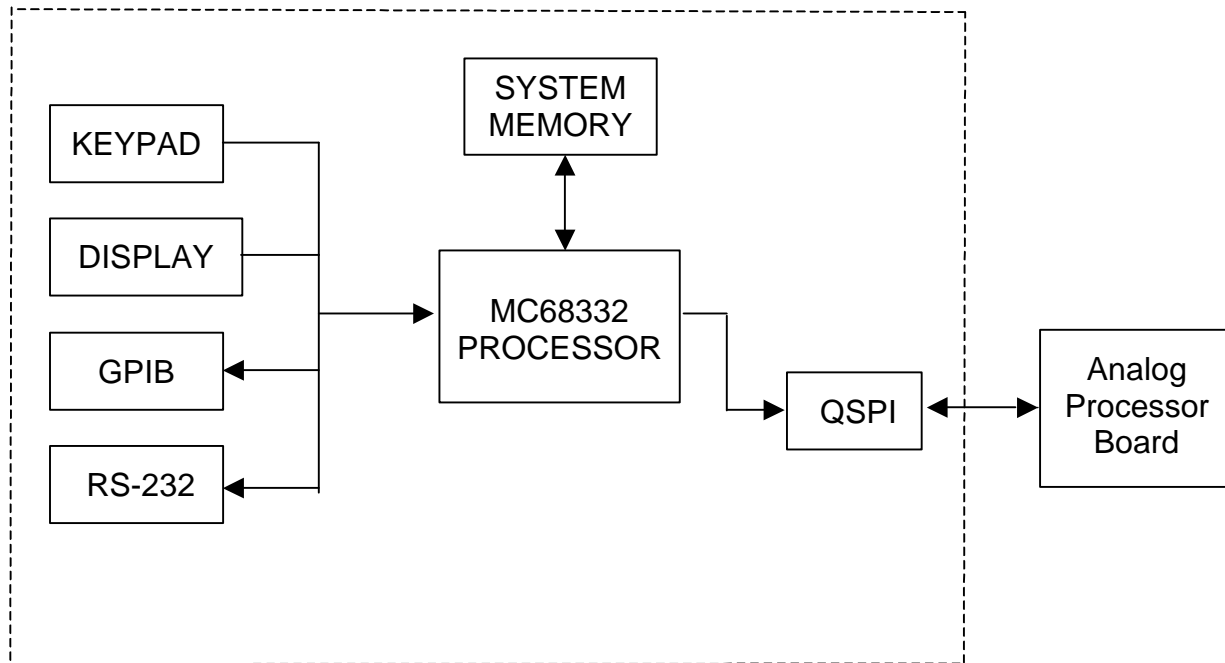 SYSTEM
MEMORY
KEYPAD
DISPLAY
MC68332
PROCESSOR
GPIB
RS-232
QSPI
Analog
Processor
Board